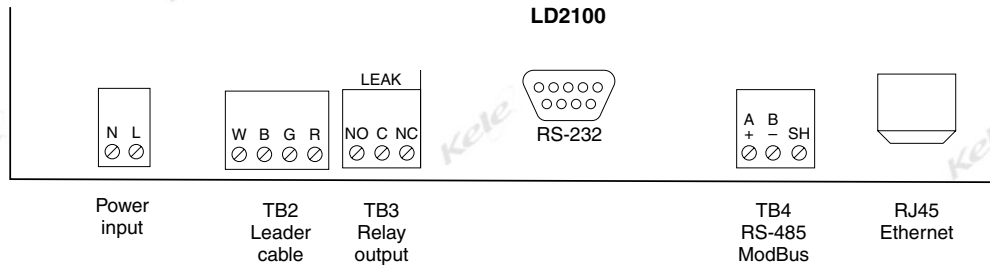 LD2100
LEAK
N L
W B G R
NO C NC
RS-232
A B
+ – SH
Power
input
TB2
Leader
cable
TB3
Relay
output
TB4
RS-485
ModBus
RJ45
Ethernet
Kele
Kele